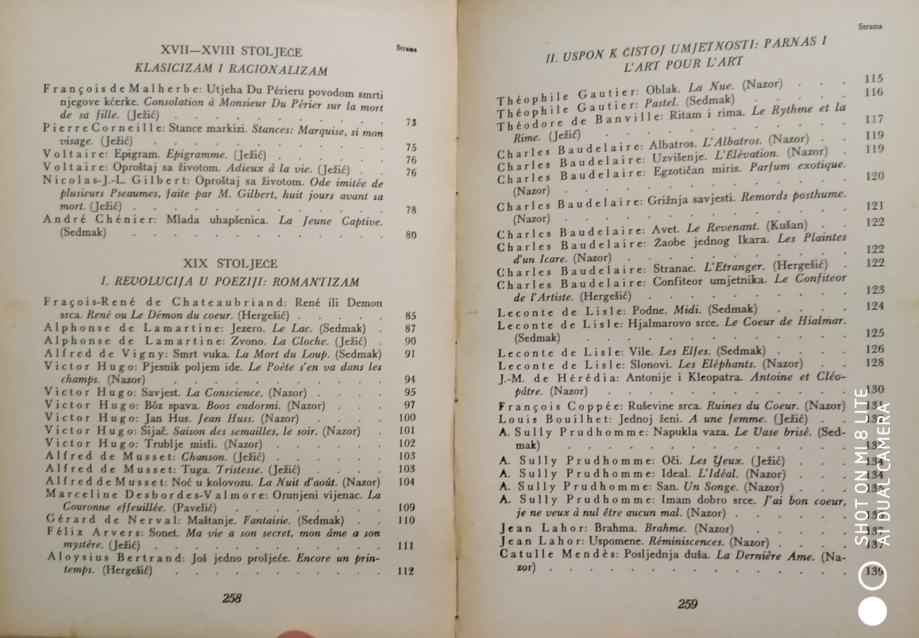 Strana
XVII—XVIII STOLJEĆE
KLASICIZAM I RACIONALIZAM
François de Malherbe: Utjeha Du Périeru povodom smrti
njegove kćerke. Consolation à Monsieur Du Périer sur la mort
de sa fille. (Ježić) . . . . . . . . . 73
Pierre Corneille: Stance markizi. Stances: Marquise, si mon
visage. (Ježić) . . . . . . . . . 75
Voltaire: Epigram. Epigramme. (Ježić) . . . . . 76
Voltaire: Oproštaj sa životom. Adieux à la vie. (Ježić) . 76
Nicolas-J.-L. Gilbert: Oproštaj sa životom. Ode imitée de
plusieurs Pseaumes, faite par M. Gilbert, huit jours avant sa
mort. (Ježić) . . . . . . . . . 78
André Chénier: Mlada uhapšenica. La Jeune Captive.
(Sedmak) . . . . . . . . . 80
XIX STOLJEĆE
I. REVOLUCIJA U POEZIJI: ROMANTIZAM
Fraçois-René de Chateaubriand: René ili Demon
srca. René ou Le Démon du coeur. (Hergešić) . . . . 85
Alphonse de Lamartine: Jezero. Le Lac. (Sedmak) . 87
Alphonse de Lamartine: Zvono. La Cloche. (Ježić) . 90
Alfred de Vigny: Smrt vuka. La Mort du Loup. (Sedmak) 91
Victor Hugo: Pjesnik poljem ide. Le Poète s'en va dans les
champs. (Nazor) . . . . . . . . . 94
Victor Hugo: Savjest. La Conscience. (Nazor) . . . 95
Victor Hugo: Bôz spava. Booz endormi. (Nazor) . . 97
Victor Hugo: Jan Hus. Jean Huss. (Nazor) . . . 100
Victor Hugo: Sijač. Saison des semailles, le soir. (Nazor) 101
Victor Hugo: Trublje misli. (Nazor) . . . . . 102
Alfred de Musset: Chanson. (Ježić) . . . . 103
Alfred de Musset: Tuga. Tristesse. (Ježić) . . . 103
Alfred de Musset: Noć u kolovozu. La Nuit d'août. (Nazor) 104
Marceline Desbordes-Valmore: Orunjeni vijenac. La
Couronne effeuillée. (Pavelić) . . . . . . 109
Gérard de Nerval: Maštanje. Fantaisie. (Sedmak) . . 110
Félix Arvers: Sonet. Ma vie a son secret, mon âme a son
mystère. (Ježić) . . . . . . . . . 111
Aloysius Bertrand: Još jedno proljeće. Encore un prin-
temps. (Hergešić) . . . . . . . . . 112
258
Strana
II. USPON K ČISTOJ UMJETNOSTI: PARNAS I
L'ART POUR L'ART
Théophile Gautier: Oblak. La Nue. (Nazor) . . . 115
Théophile Gautier: Pastel. (Sedmak) . . . . 116
Théodore de Banville: Ritam i rima. Le Rythme et la
Rime. (Ježić) . . . . . . . . . 117
Charles Baudelaire: Albatros. L'Albatros. (Nazor) . 119
Charles Baudelaire: Uzvišenje. L'Élévation. (Nazor) . 119
Charles Baudelaire: Egzotičan miris. Parfum exotique.
(Nazor) . . . . . . . . . 120
Charles Baudelaire: Grižnja savjesti. Remords posthume.
(Nazor) . . . . . . . . . 121
Charles Baudelaire: Avet. Le Revenant. (Kušan) . . 122
Charles Baudelaire: Žaobe jednog Ikara. Les Plaintes
d'un Icare. (Nazor) . . . . . . . . . 122
Charles Baudelaire: Stranac. L'Etranger. (Hergešić) . 122
Charles Baudelaire: Confiteor umjetnika. Le Confiteor
de l'Artiste. (Hergešić) . . . . . . . . 123
Leconte de Lisle: Podne. Midi. (Sedmak) . . . 124
Leconte de Lisle: Hjalmarovo srce. Le Coeur de Hialmar.
(Sedmak) . . . . . . . . . 125
Leconte de Lisle: Vile. Les Elfes. (Sedmak) . . . 126
Leconte de Lisle: Slonovi. Les Eléphants. (Nazor) . . 128
J.-M. de Hérédia: Antonije i Kleopatra. Antoine et Cléo-
pâtre. (Nazor) . . . . . . . . . 130
François Coppée: Ruševine srca. Ruines du Coeur. (Nazor)
Louis Bouilhet: Jednoj ženi. A une femme. (Ježić) .
A. Sully Prudhomme: Napukla vaza. Le Vase brisé. (Sed-
mak) . . . . . . . . .
A. Sully Prudhomme: Oči. Les Yeux. (Ježić) . . 134
A. Sully Prudhomme: Ideal. L'Idéal. (Nazor) . . 134
A. Sully Prudhomme: San. Un Songe. (Nazor) . .
A. Sully Prudhomme: Imam dobro srce. J'ai bon coeur,
je ne veux à nul être aucun mal. (Nazor) . . .
Jean Lahor: Brahma. Brahme. (Nazor) . . . .
Jean Lahor: Uspomene. Réminiscences. (Nazor) . . 137
Catulle Mendès: Posljednja duša. La Dernière Ame. (Na-
zor) . . . . . . . . . 139
259
SHOT ON MI 8 LITE
AI DUAL CAMERA